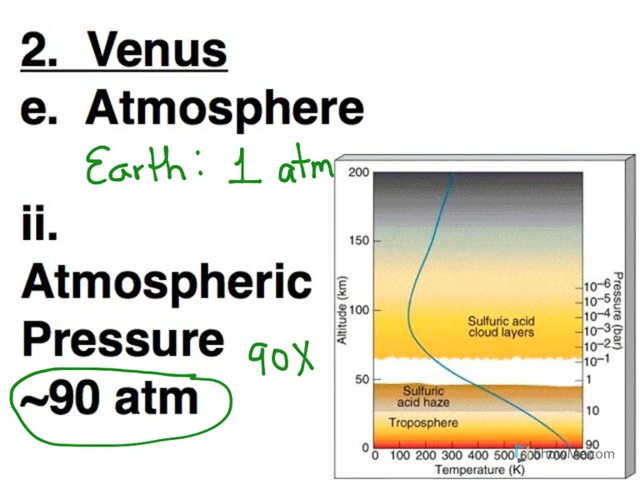 2. Venus
e. Atmosphere
Earth: 1 atm
ii.
Atmospheric
Pressure
90X
~90 atm
200
150
100
50
0
Altitude (km)
Sulfuric acid
cloud layers
Sulfuric
acid haze
Troposphere
10⁻⁶
10⁻⁵
10⁻⁴
10⁻³
10⁻²
10⁻¹
1
10
90
Pressure (bar)
0 100 200 300 400 500 600 700 800
Temperature (K)
ShowMe.com